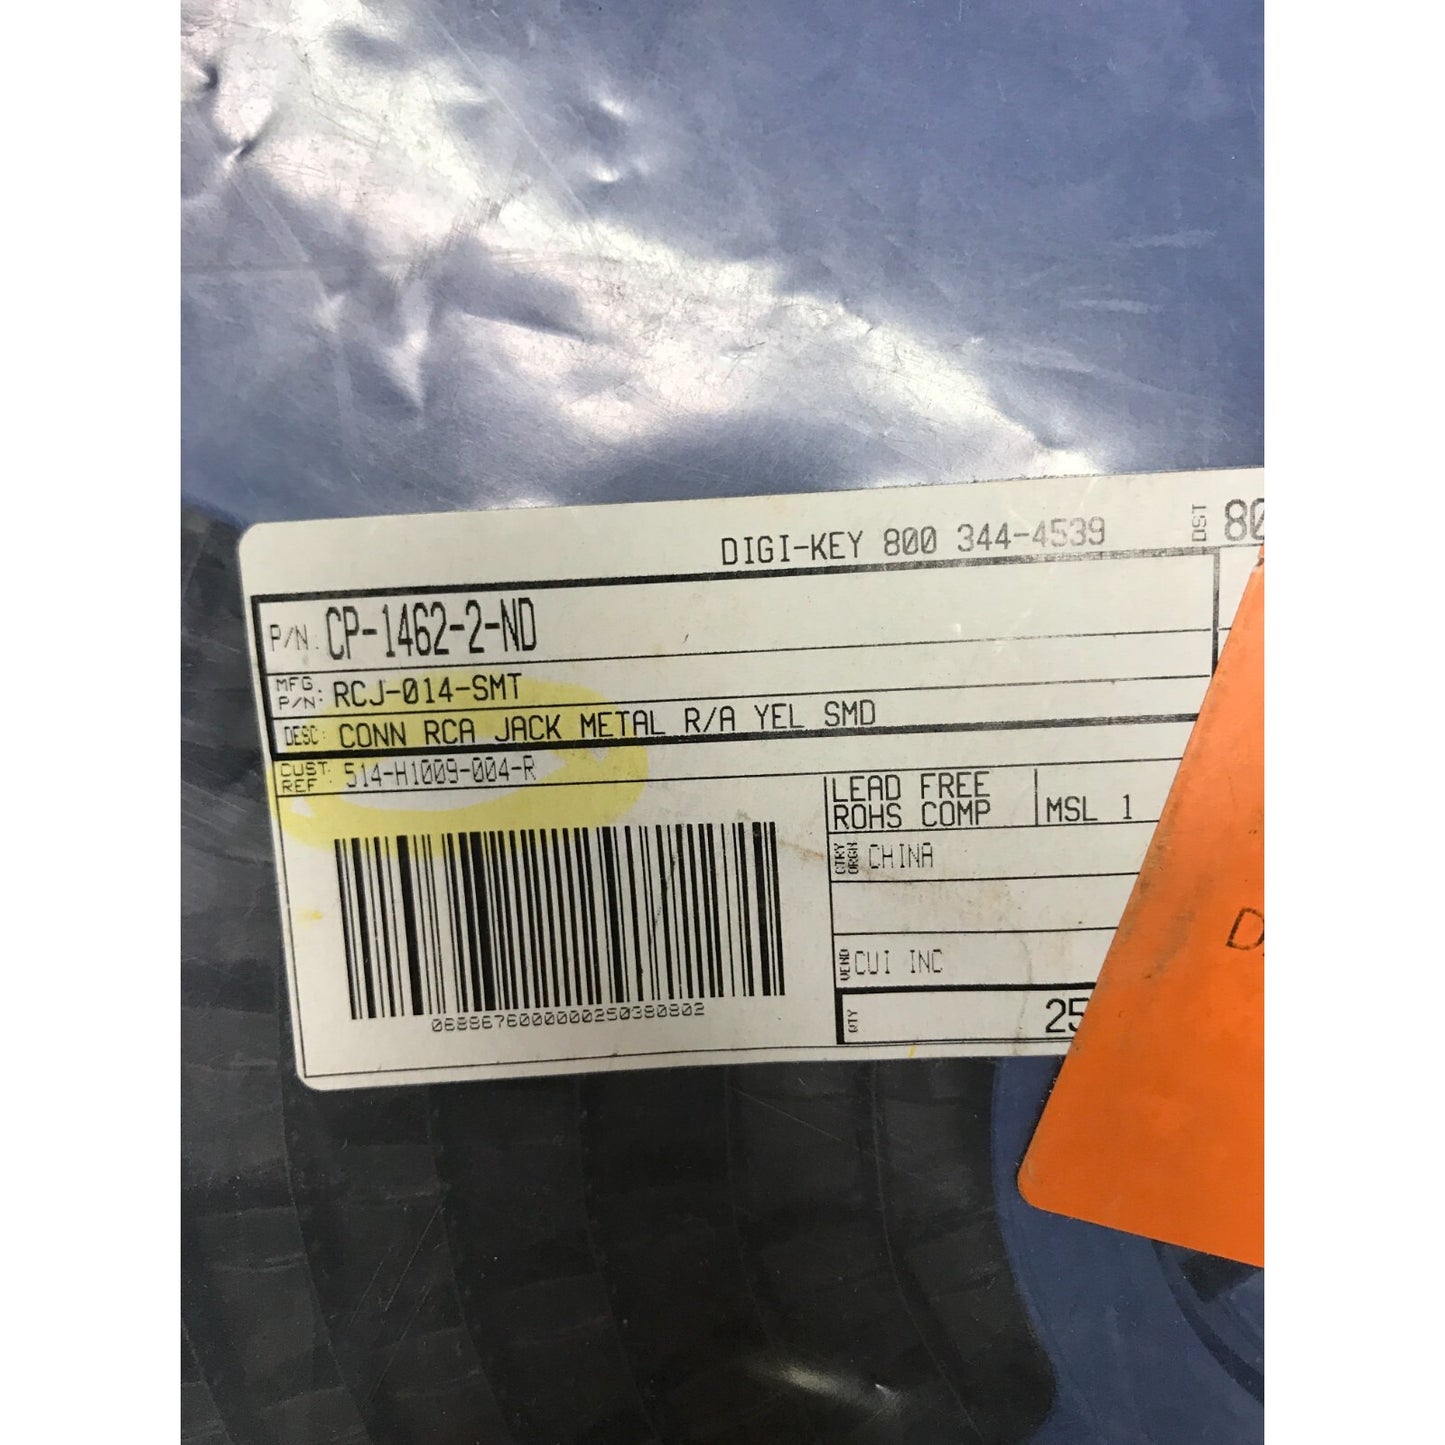 DIGI-KEY 800 344-4539 DST 80
P/N: CP-1462-2-ND
MFG P/N: RCJ-014-SMT
DESC: CONN RCA JACK METAL R/A YEL SMD
CUST REF: 514-H1009-004-R
LEAD FREE
ROHS COMP
MSL 1
CTRY ORGN CHINA
VEND CUI INC
QTY 25
0688676000000250380802